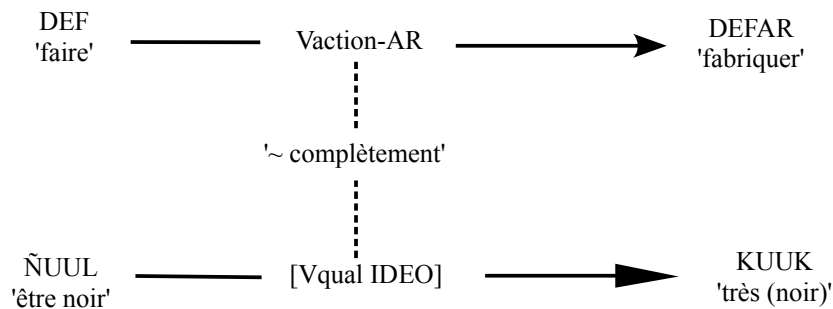 DEF
'faire'
Vaction-AR
DEFAR
'fabriquer'
'~ complètement'
ÑUUL
'être noir'
[Vqual IDEO]
KUUK
'très (noir)'